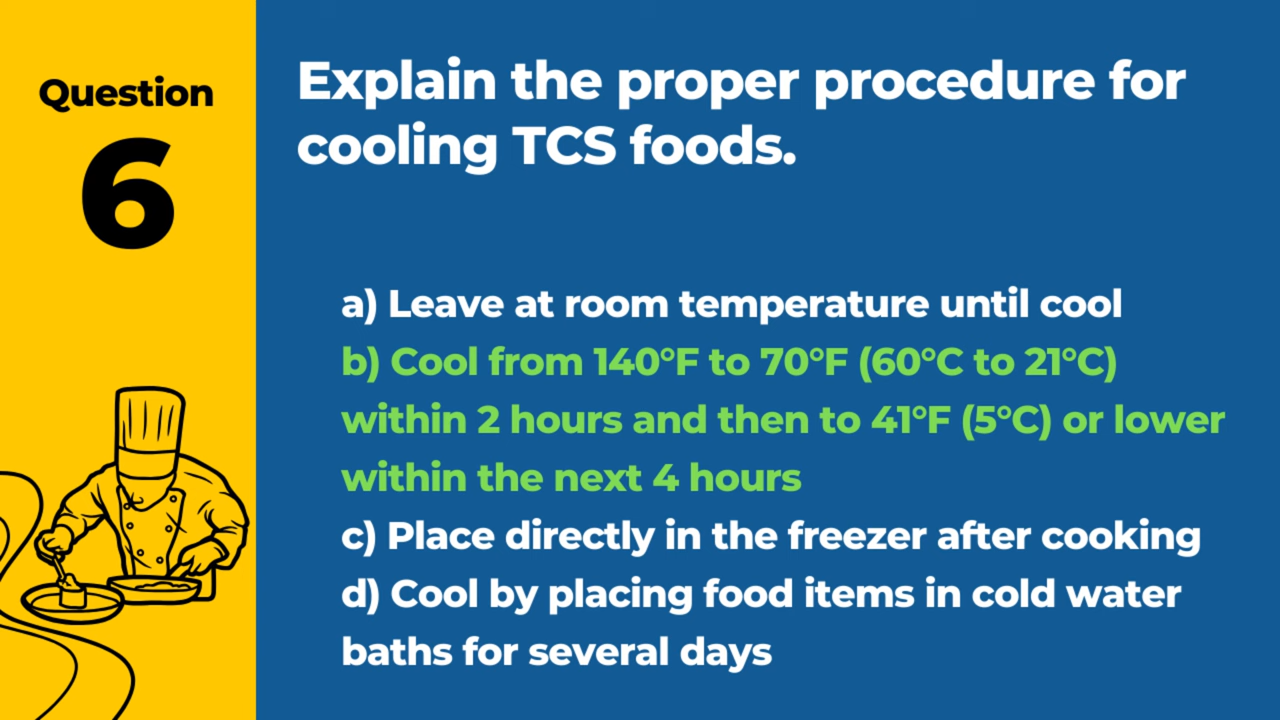 Question
6
Explain the proper procedure for
cooling TCS foods.
a) Leave at room temperature until cool
b) Cool from 140°F to 70°F (60°C to 21°C)
within 2 hours and then to 41°F (5°C) or lower
within the next 4 hours
c) Place directly in the freezer after cooking
d) Cool by placing food items in cold water
baths for several days